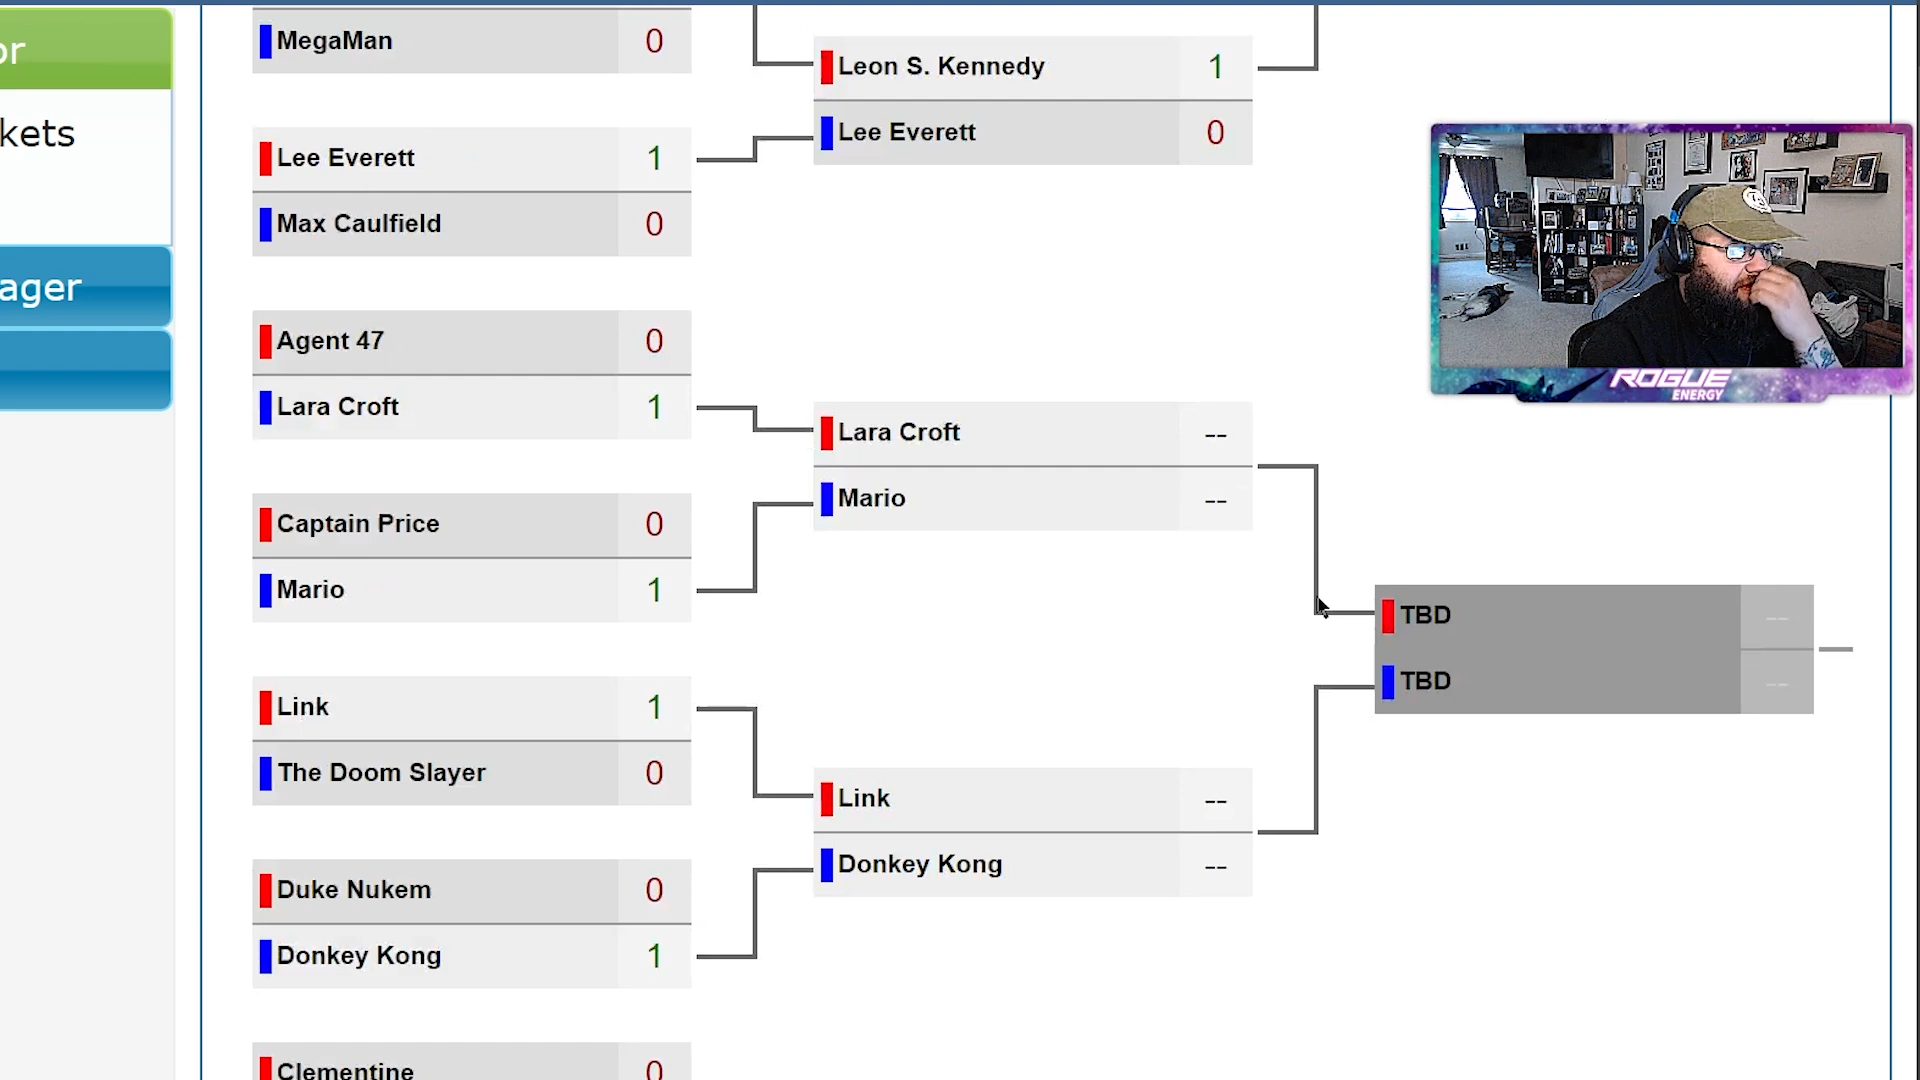 or
kets
ager
MegaMan 0
Lee Everett 1
Max Caulfield 0
Agent 47 0
Lara Croft 1
Captain Price 0
Mario 1
Link 1
The Doom Slayer 0
Duke Nukem 0
Donkey Kong 1
Clementine 0
Leon S. Kennedy 1
Lee Everett 0
Lara Croft --
Mario --
Link --
Donkey Kong --
TBD --
TBD --
ROGUE
ENERGY